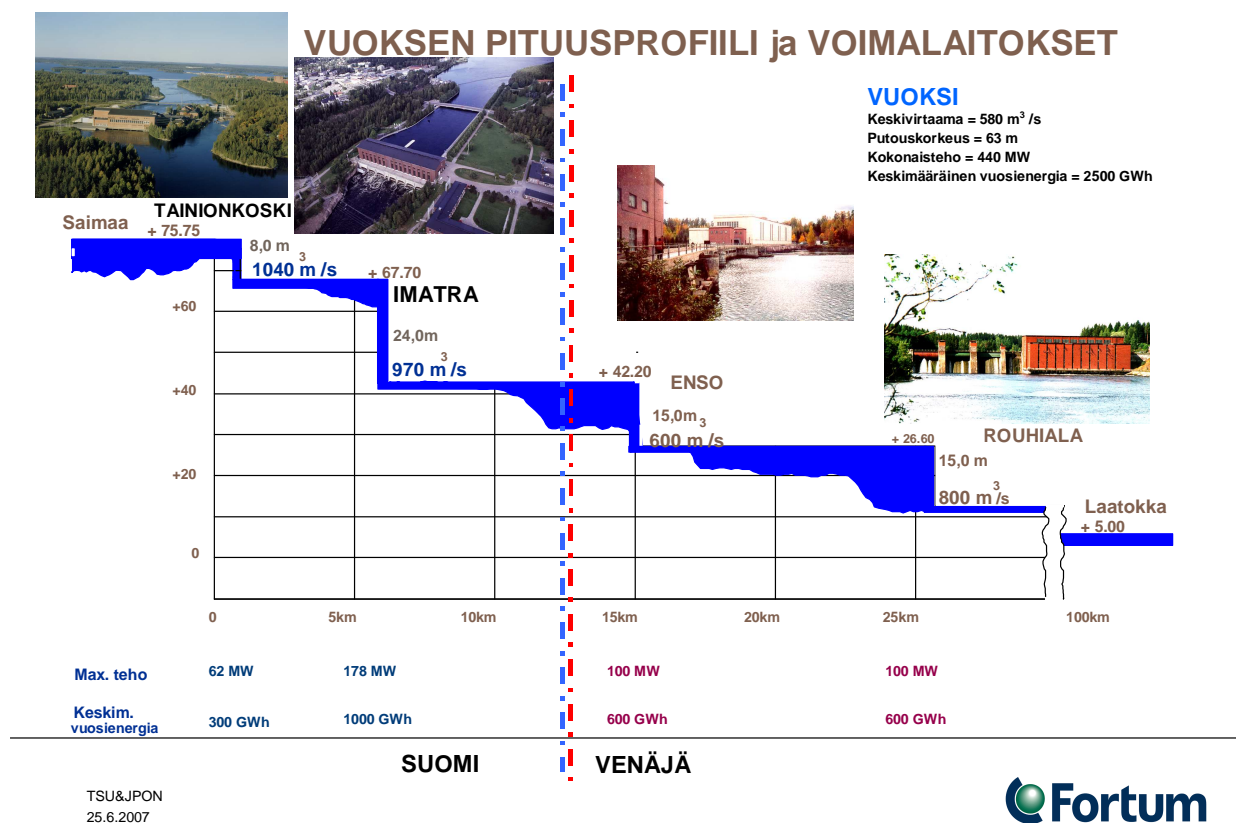 VUOKSEN PITUUSPROFIILI ja VOIMALAITOKSET
VUOKSI
Keskivirtaama = 580 m³ /s
Putouskorkeus = 63 m
Kokonaisteho = 440 MW
Keskimääräinen vuosienergia = 2500 GWh
TAINIONKOSKI
Saimaa
+ 75.75
8,0 m
1040 m³/s
+ 67.70
IMATRA
+60
24,0m
970 m³/s
+ 42.20
ENSO
+40
15,0m
600 m³/s
+ 26.60
ROUHIALA
+20
15,0 m
800 m³/s
Laatokka
+ 5.00
0
0 5km 10km 15km 20km 25km 100km
Max. teho 62 MW 178 MW 100 MW 100 MW
Keskim.
vuosienergia 300 GWh 1000 GWh 600 GWh 600 GWh
SUOMI VENÄJÄ
TSU&JPON
25.6.2007
Fortum